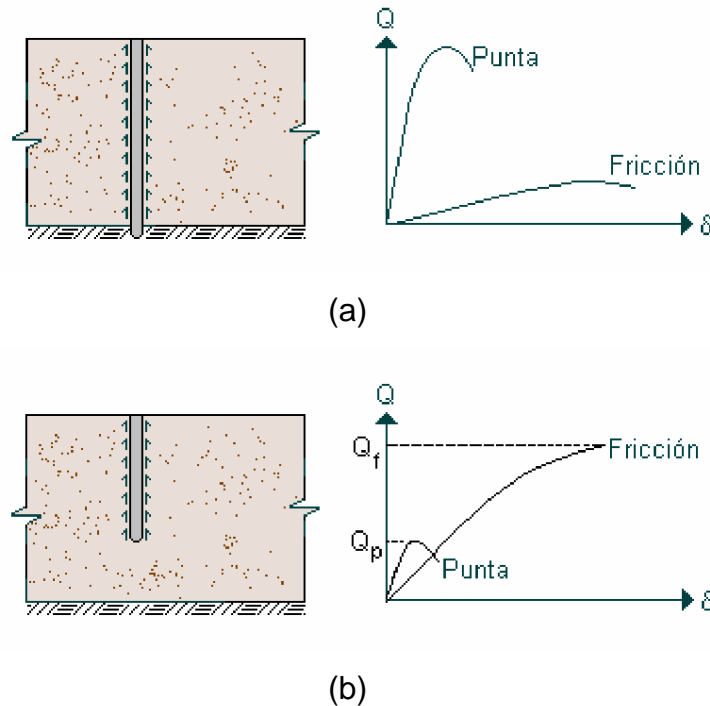 Q
Punta
Fricción
δ
(a)
Q
Q_f
Fricción
Q_p
Punta
δ
(b)